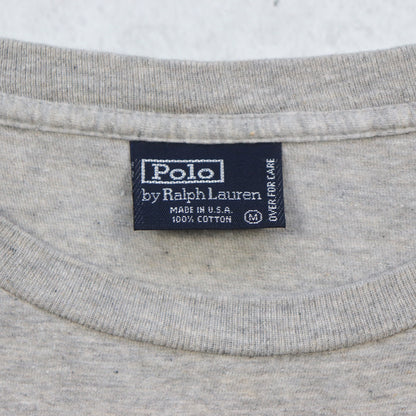 Polo
by Ralph Lauren
MADE IN U.S.A.
100% COTTON
M
OVER FOR CARE